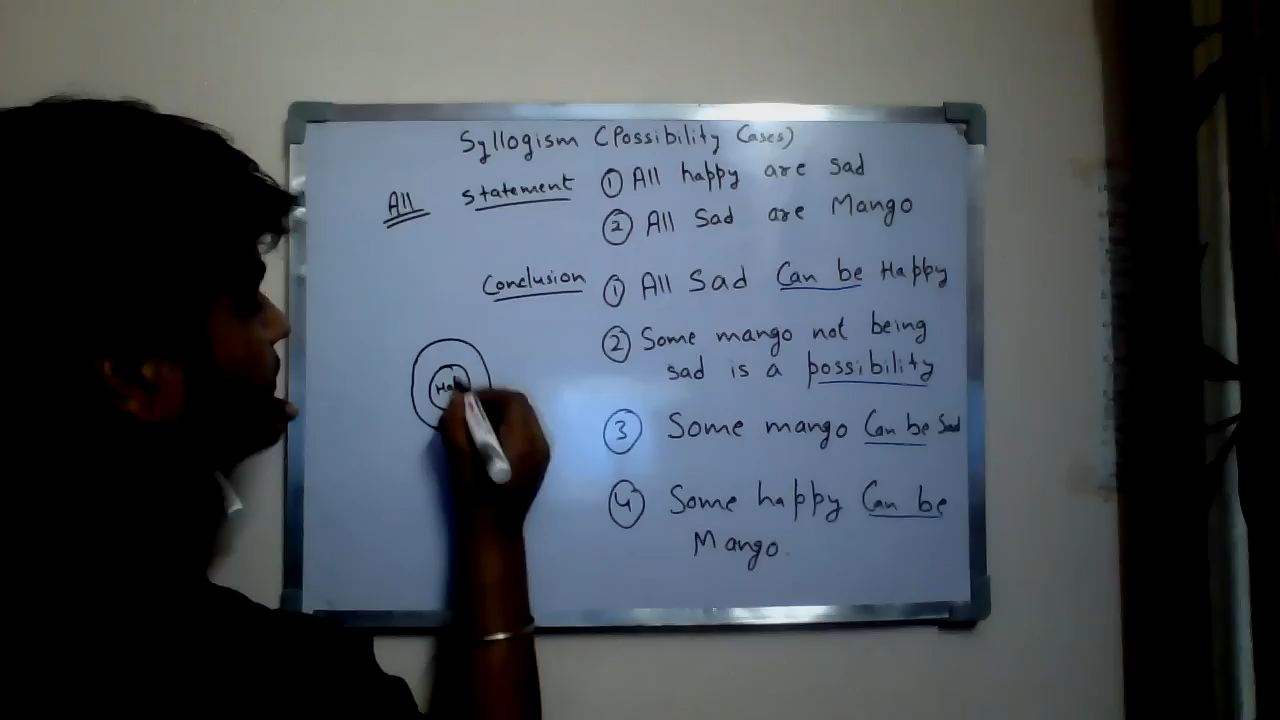 Syllogism (Possibility Cases)
All statement ① All happy are sad
② All Sad are Mango
Conclusion ① All Sad Can be Happy
② Some mango not being
sad is a possibility
③ Some mango Can be Sad
④ Some happy Can be
Mango.